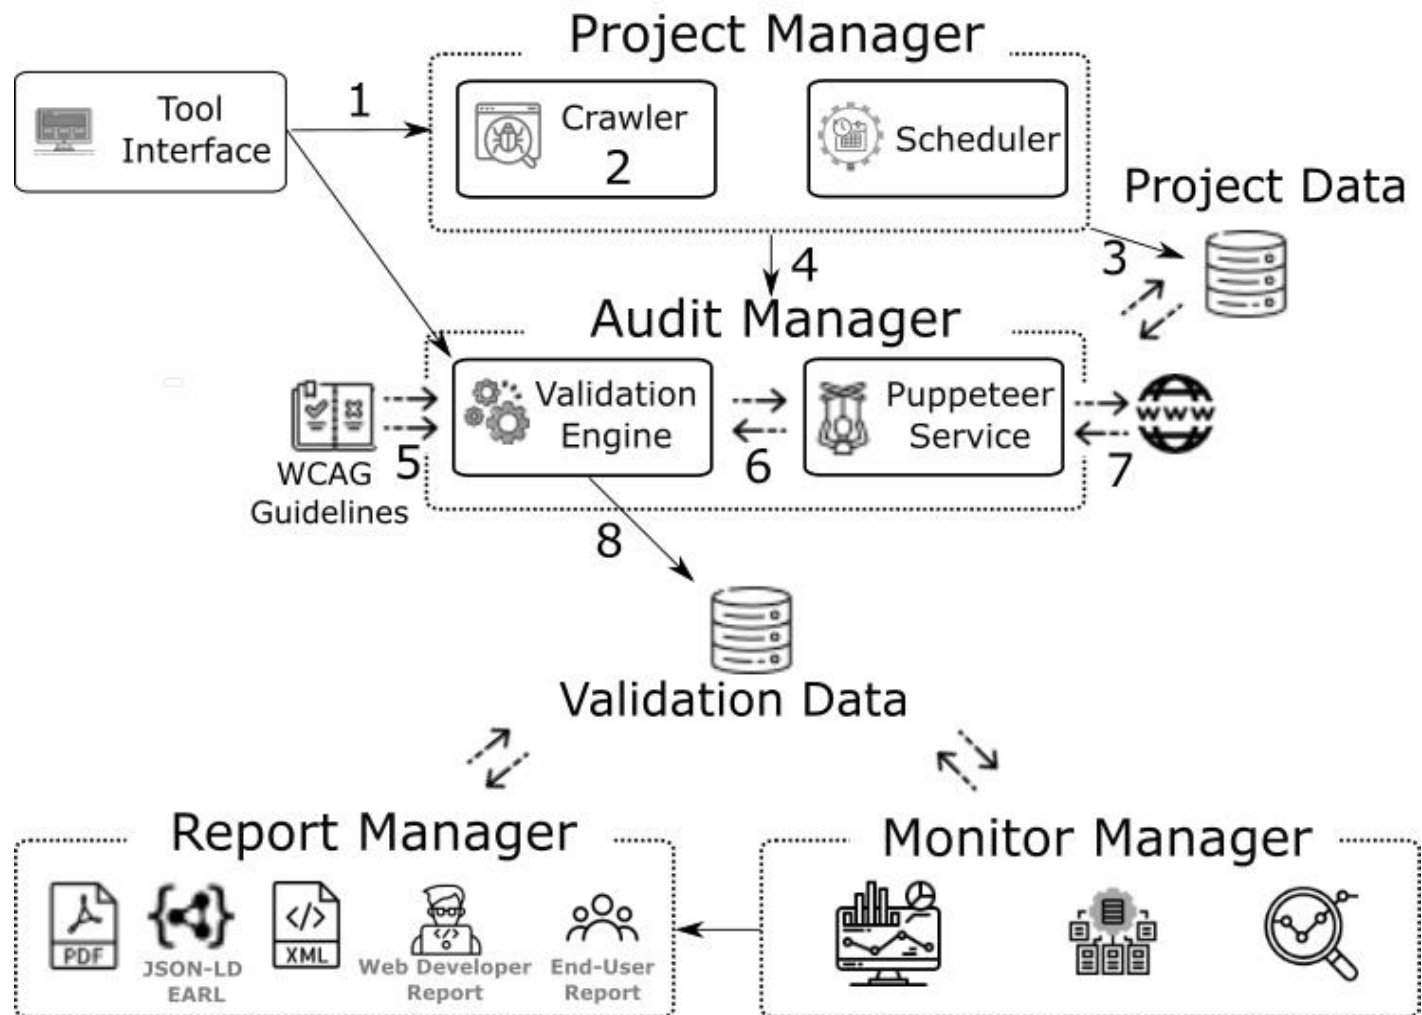 Project Manager
Tool
Interface
1
Crawler
2
Scheduler
Project Data
3
4
Audit Manager
Validation
Engine
Puppeteer
Service
www
WCAG
Guidelines
5
6
7
8
Validation Data
Report Manager
PDF
JSON-LD
EARL
</>
XML
</>
Web Developer
Report
End-User
Report
Monitor Manager